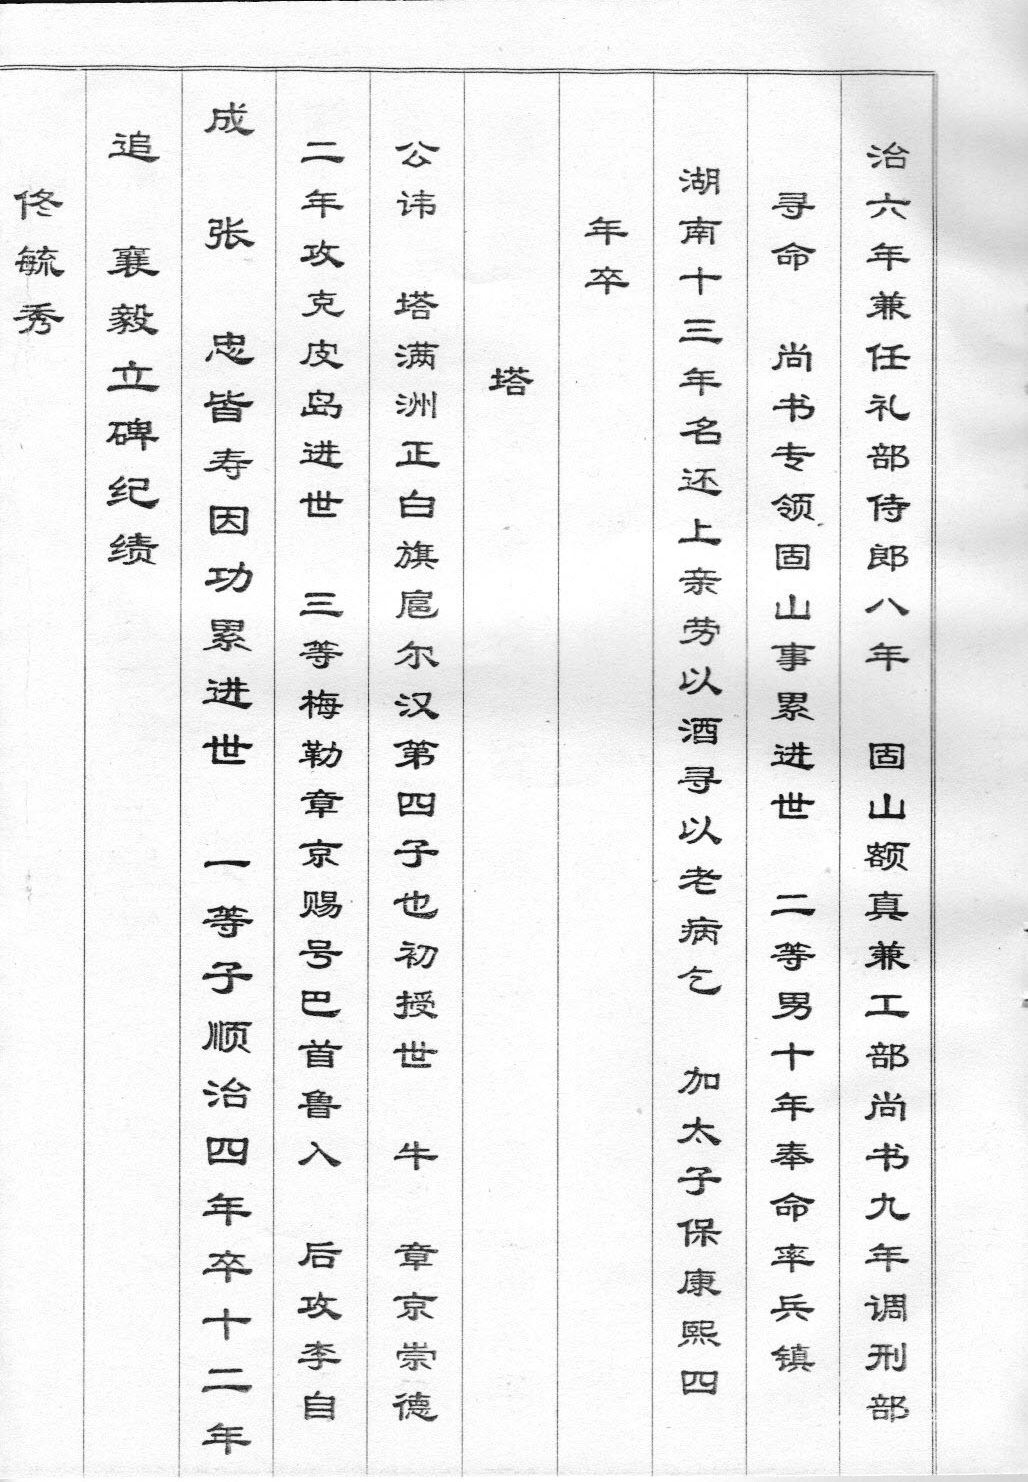 治六年兼任礼部侍郎八年 固山额真兼工部尚书九年调刑部
寻命 尚书专领固山事累进世 二等男十年奉命率兵镇
湖南十三年名还上亲劳以酒寻以老病乞 加太子保康熙四
年卒
塔
公讳 塔满洲正白旗扈尔汉第四子也初授世 牛 章京崇德
二年攻克皮岛进世 三等梅勒章京赐号巴首鲁入 后攻李自
成 张 忠皆寿因功累进世 一等子顺治四年卒十二年
追 襄毅立碑纪绩
佟毓秀